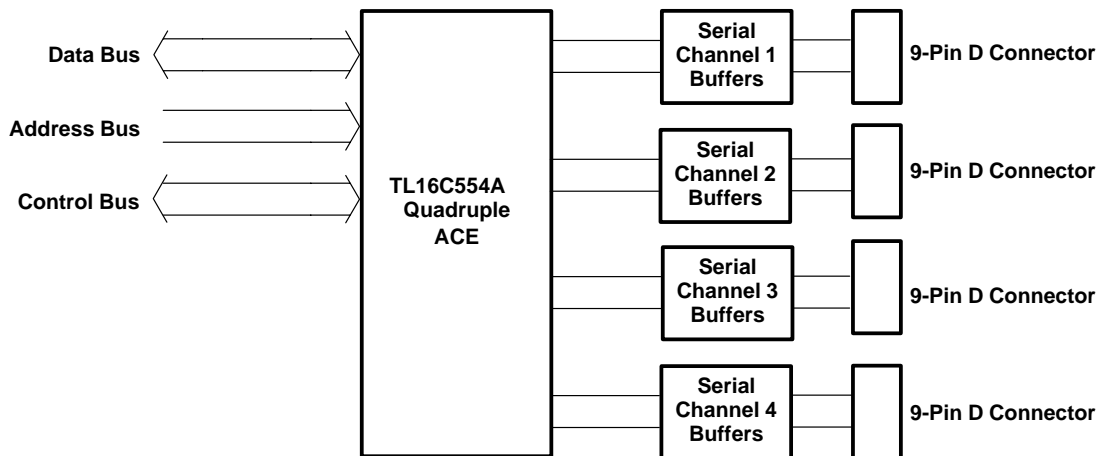 Data Bus
Address Bus
Control Bus
TL16C554A
Quadruple
ACE
Serial
Channel 1
Buffers
9-Pin D Connector
Serial
Channel 2
Buffers
9-Pin D Connector
Serial
Channel 3
Buffers
9-Pin D Connector
Serial
Channel 4
Buffers
9-Pin D Connector